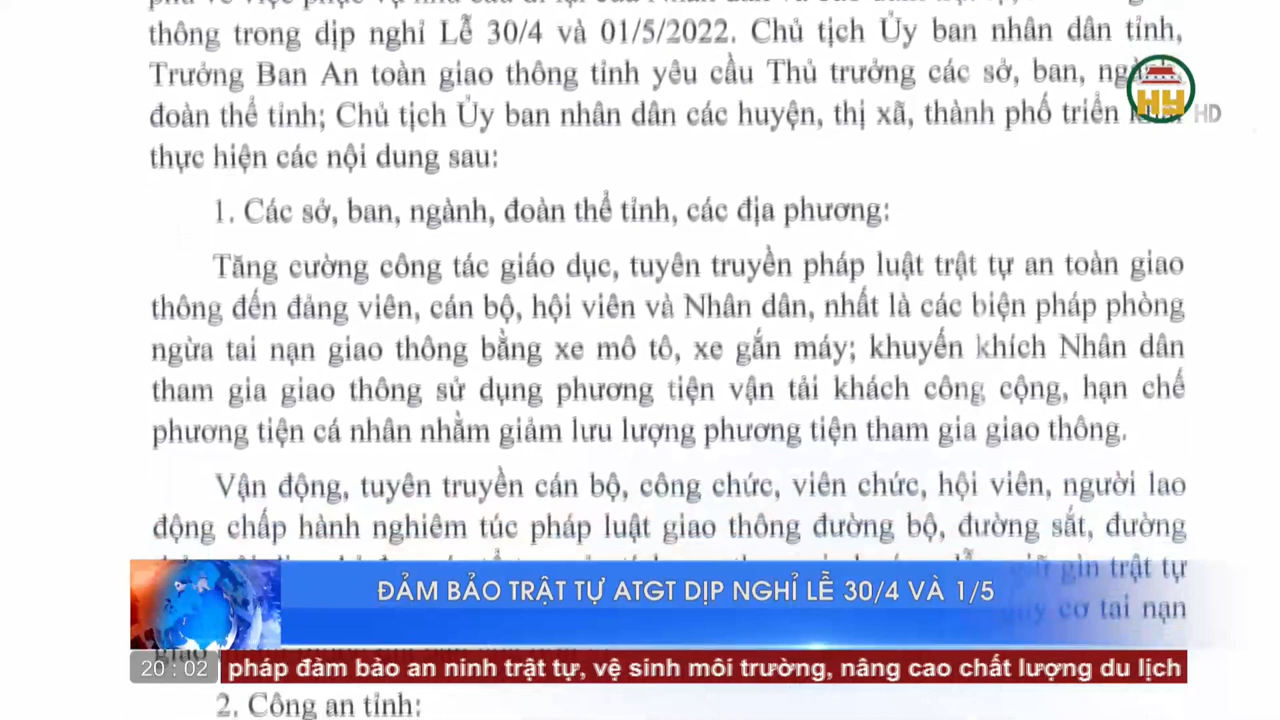 thông trong dịp nghỉ Lễ 30/4 và 01/5/2022. Chủ tịch Ủy ban nhân dân tỉnh,
Trưởng Ban An toàn giao thông tỉnh yêu cầu Thủ trưởng các sở, ban,
đoàn thể tỉnh; Chủ tịch Ủy ban nhân dân các huyện, thị xã, thành phố triển
HY HD
thực hiện các nội dung sau:
1. Các sở, ban, ngành, đoàn thể tỉnh, các địa phương:
Tăng cường công tác giáo dục, tuyên truyền pháp luật trật tự an toàn giao
thông đến đảng viên, cán bộ, hội viên và Nhân dân, nhất là các biện pháp phòng
ngừa tai nạn giao thông bằng xe mô tô, xe gắn máy; khuyến khích Nhân dân
tham gia giao thông sử dụng phương tiện vận tải khách công cộng, hạn chế
phương tiện cá nhân nhằm giảm lưu lượng phương tiện tham gia giao thông.
Vận động, tuyên truyền cán bộ, công chức, viên chức, hội viên, người lao
động chấp hành nghiêm túc pháp luật giao thông đường bộ, đường sắt, đường
gìn trật tự
cơ tai nạn
ĐẢM BẢO TRẬT TỰ ATGT DỊP NGHỈ LỄ 30/4 VÀ 1/5
20:02 pháp đảm bảo an ninh trật tự, vệ sinh môi trường, nâng cao chất lượng du lịch
2. Công an tỉnh: